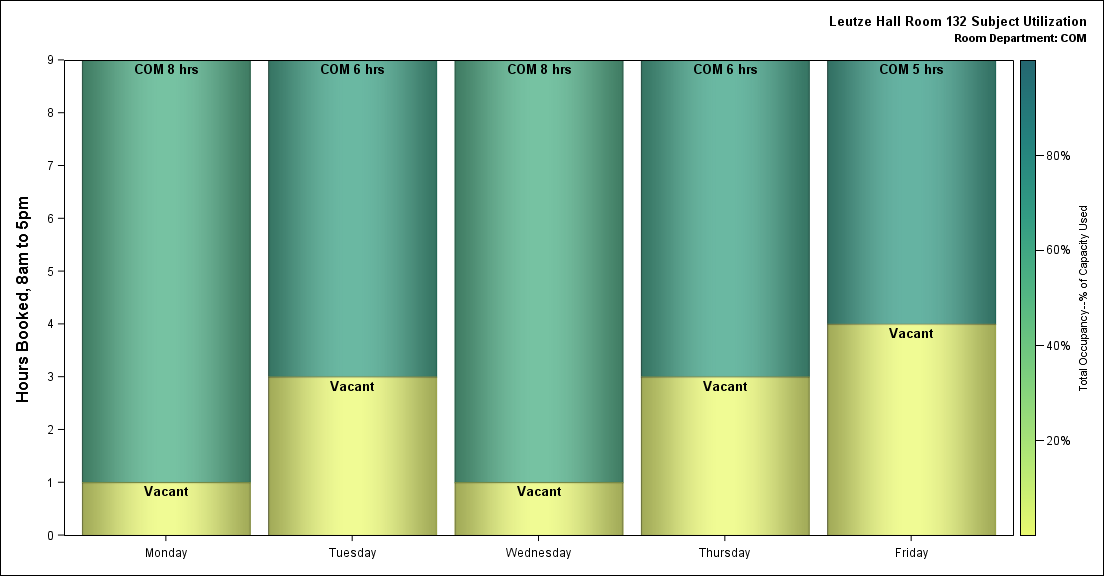 Leutze Hall Room 132 Subject Utilization
Room Department: COM
Hours Booked, 8am to 5pm
9
8
7
6
5
4
3
2
1
0
COM 8 hrs
COM 6 hrs
COM 8 hrs
COM 6 hrs
COM 5 hrs
Vacant
Vacant
Vacant
Vacant
Vacant
Monday
Tuesday
Wednesday
Thursday
Friday
80%
60%
40%
20%
Total Occupancy--% of Capacity Used